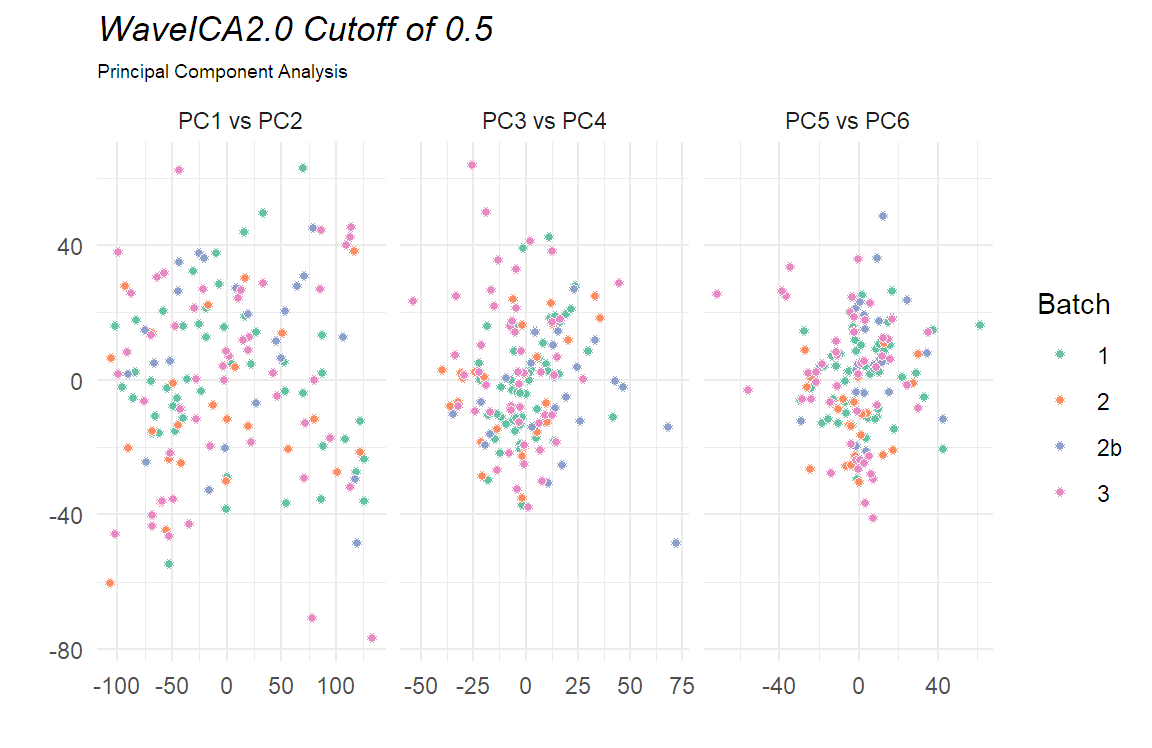 WaveICA2.0 Cutoff of 0.5
Principal Component Analysis
PC1 vs PC2 PC3 vs PC4 PC5 vs PC6
40
0
-40
-80
-100 -50 0 50 100 -50 -25 0 25 50 75 -40 0 40
Batch
1
2
2b
3